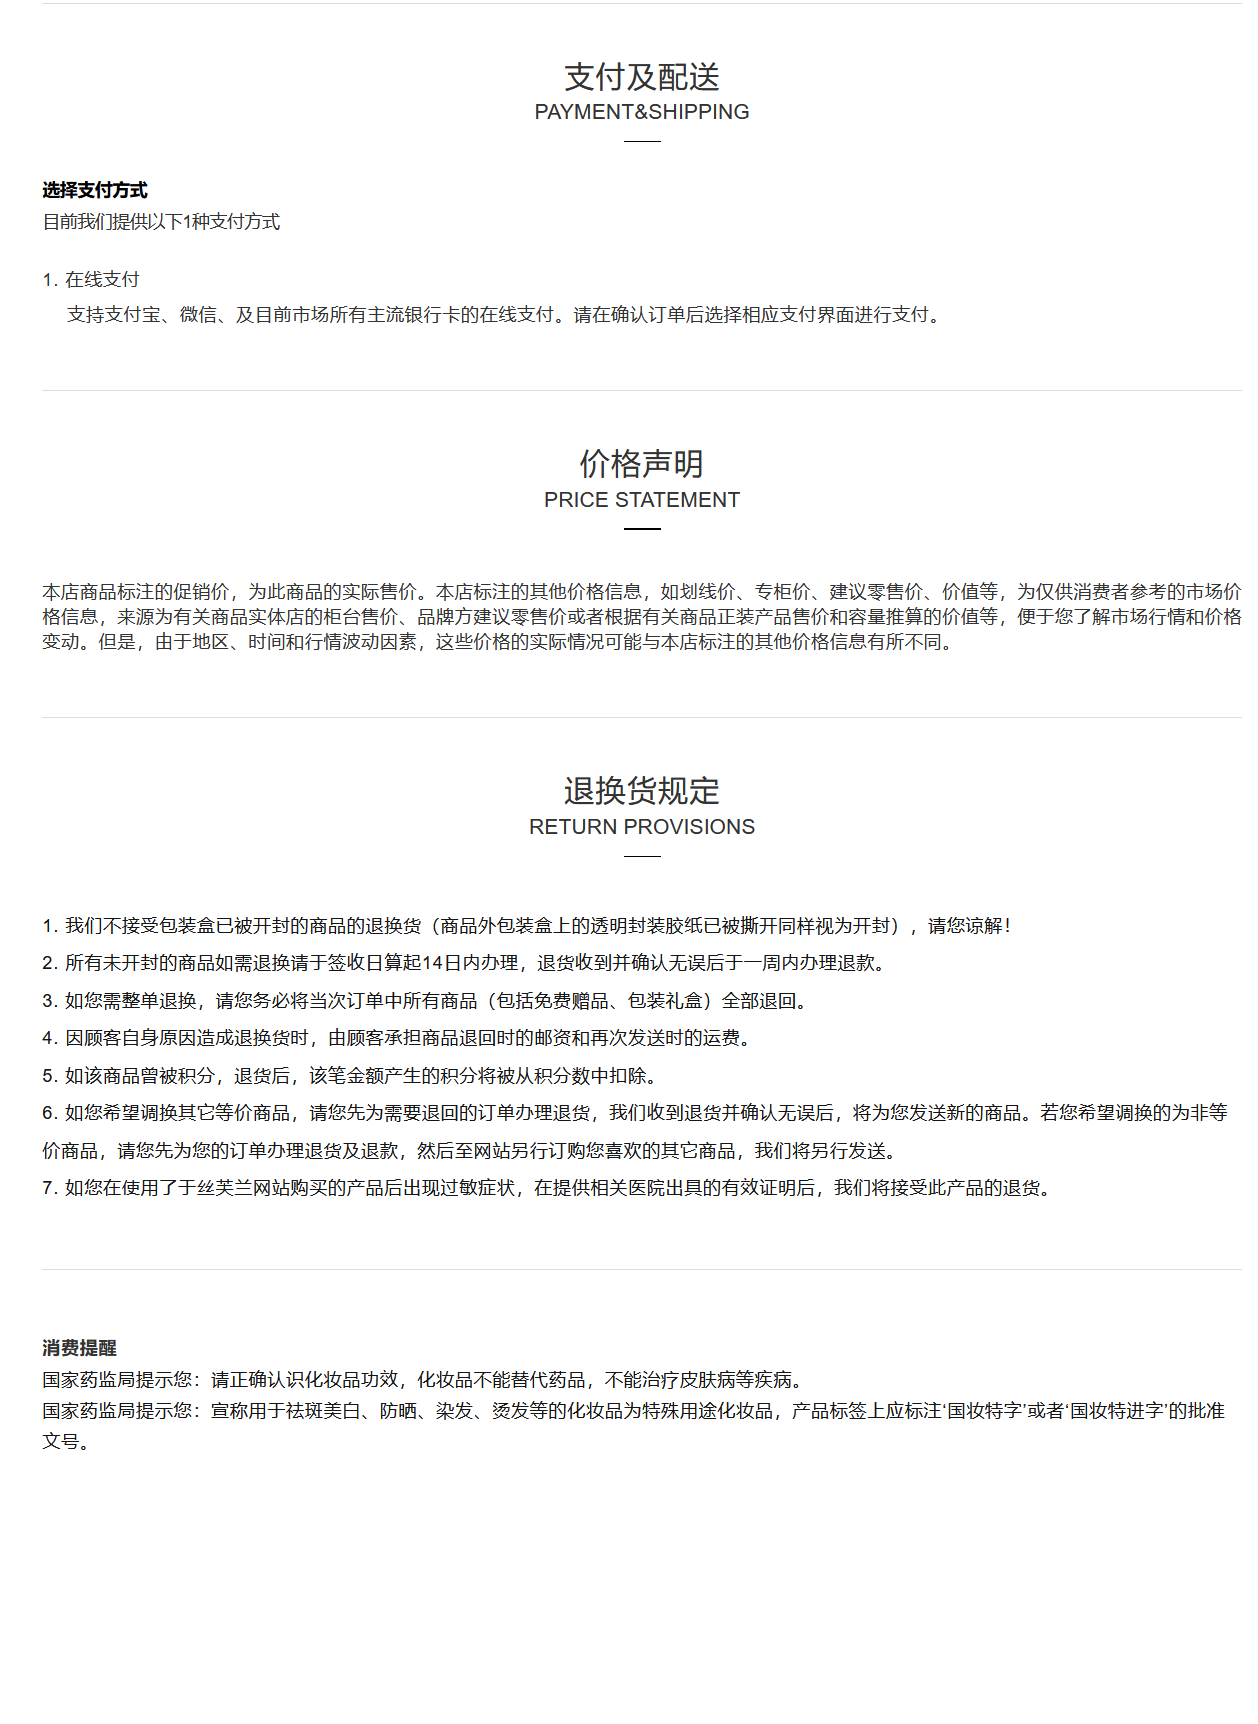 支付及配送
PAYMENT&SHIPPING
选择支付方式
目前我们提供以下1种支付方式
1. 在线支付
支持支付宝、微信、及目前市场所有主流银行卡的在线支付。请在确认订单后选择相应支付界面进行支付。
价格声明
PRICE STATEMENT
本店商品标注的促销价，为此商品的实际售价。本店标注的其他价格信息，如划线价、专柜价、建议零售价、价值等，为仅供消费者参考的市场价
格信息，来源为有关商品实体店的柜台售价、品牌方建议零售价或者根据有关商品正装产品售价和容量推算的价值等，便于您了解市场行情和价格
变动。但是，由于地区、时间和行情波动因素，这些价格的实际情况可能与本店标注的其他价格信息有所不同。
退换货规定
RETURN PROVISIONS
1. 我们不接受包装盒已被开封的商品的退换货（商品外包装盒上的透明封装胶纸已被撕开同样视为开封），请您谅解！
2. 所有未开封的商品如需退换请于签收日算起14日内办理，退货收到并确认无误后于一周内办理退款。
3. 如您需整单退换，请您务必将当次订单中所有商品（包括免费赠品、包装礼盒）全部退回。
4. 因顾客自身原因造成退换货时，由顾客承担商品退回时的邮资和再次发送时的运费。
5. 如该商品曾被积分，退货后，该笔金额产生的积分将被从积分数中扣除。
6. 如您希望调换其它等价商品，请您先为需要退回的订单办理退货，我们收到退货并确认无误后，将为您发送新的商品。若您希望调换的为非等
价商品，请您先为您的订单办理退货及退款，然后至网站另行订购您喜欢的其它商品，我们将另行发送。
7. 如您在使用了于丝芙兰网站购买的产品后出现过敏症状，在提供相关医院出具的有效证明后，我们将接受此产品的退货。
消费提醒
国家药监局提示您：请正确认识化妆品功效，化妆品不能替代药品，不能治疗皮肤病等疾病。
国家药监局提示您：宣称用于祛斑美白、防晒、染发、烫发等的化妆品为特殊用途化妆品，产品标签上应标注‘国妆特字’或者‘国妆特进字’的批准
文号。